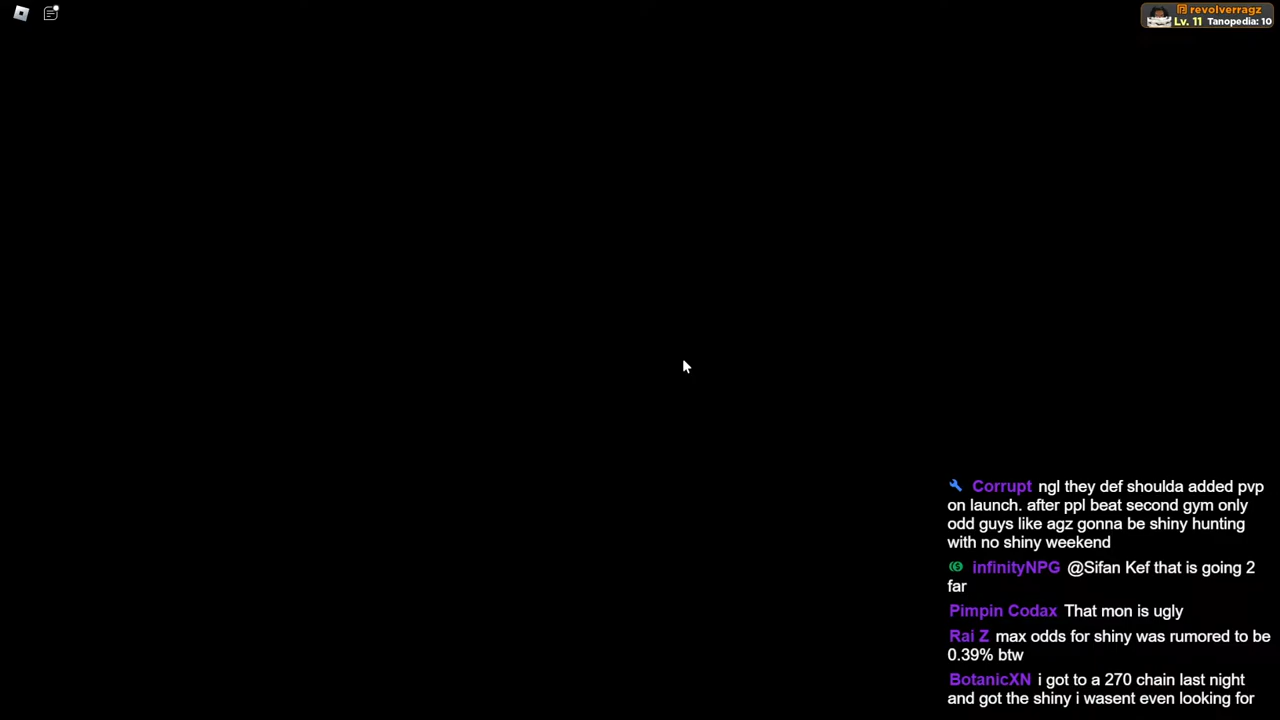 revolverragz
Lv. 11 Tanopedia: 10
Corrupt ngl they def shoulda added pvp
on launch. after ppl beat second gym only
odd guys like agz gonna be shiny hunting
with no shiny weekend
infinityNPG @Sifan Kef that is going 2
far
Pimpin Codax That mon is ugly
Rai Z max odds for shiny was rumored to be
0.39% btw
BotanicXN i got to a 270 chain last night
and got the shiny i wasent even looking for